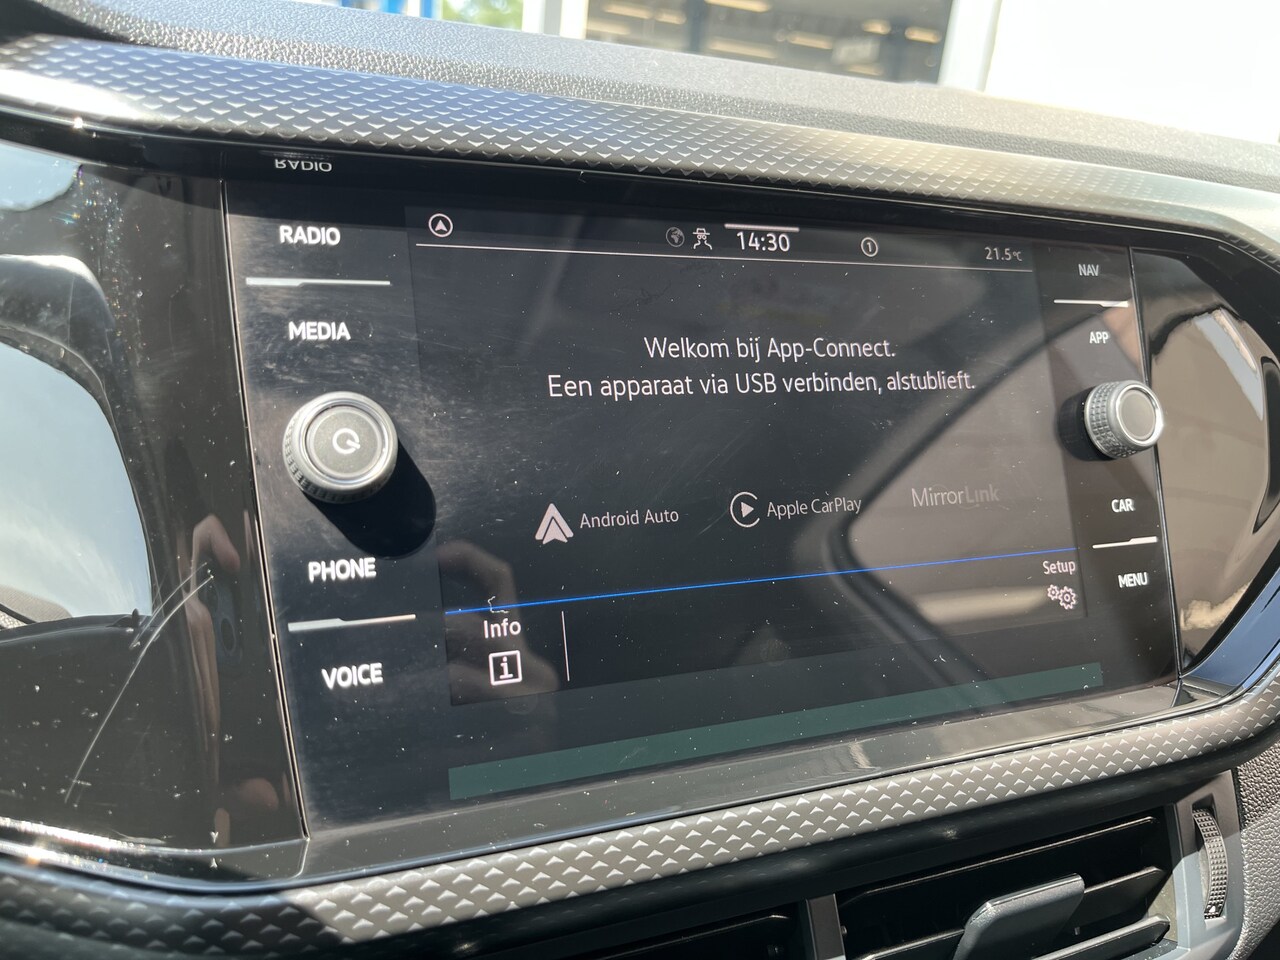 RADIO
RADIO
MEDIA
PHONE
VOICE
14:30
1
21.5°C
Welkom bij App-Connect.
Een apparaat via USB verbinden, alstublieft.
Android Auto
Apple CarPlay
MirrorLink
Setup
Info
i
NAV
APP
CAR
MENU